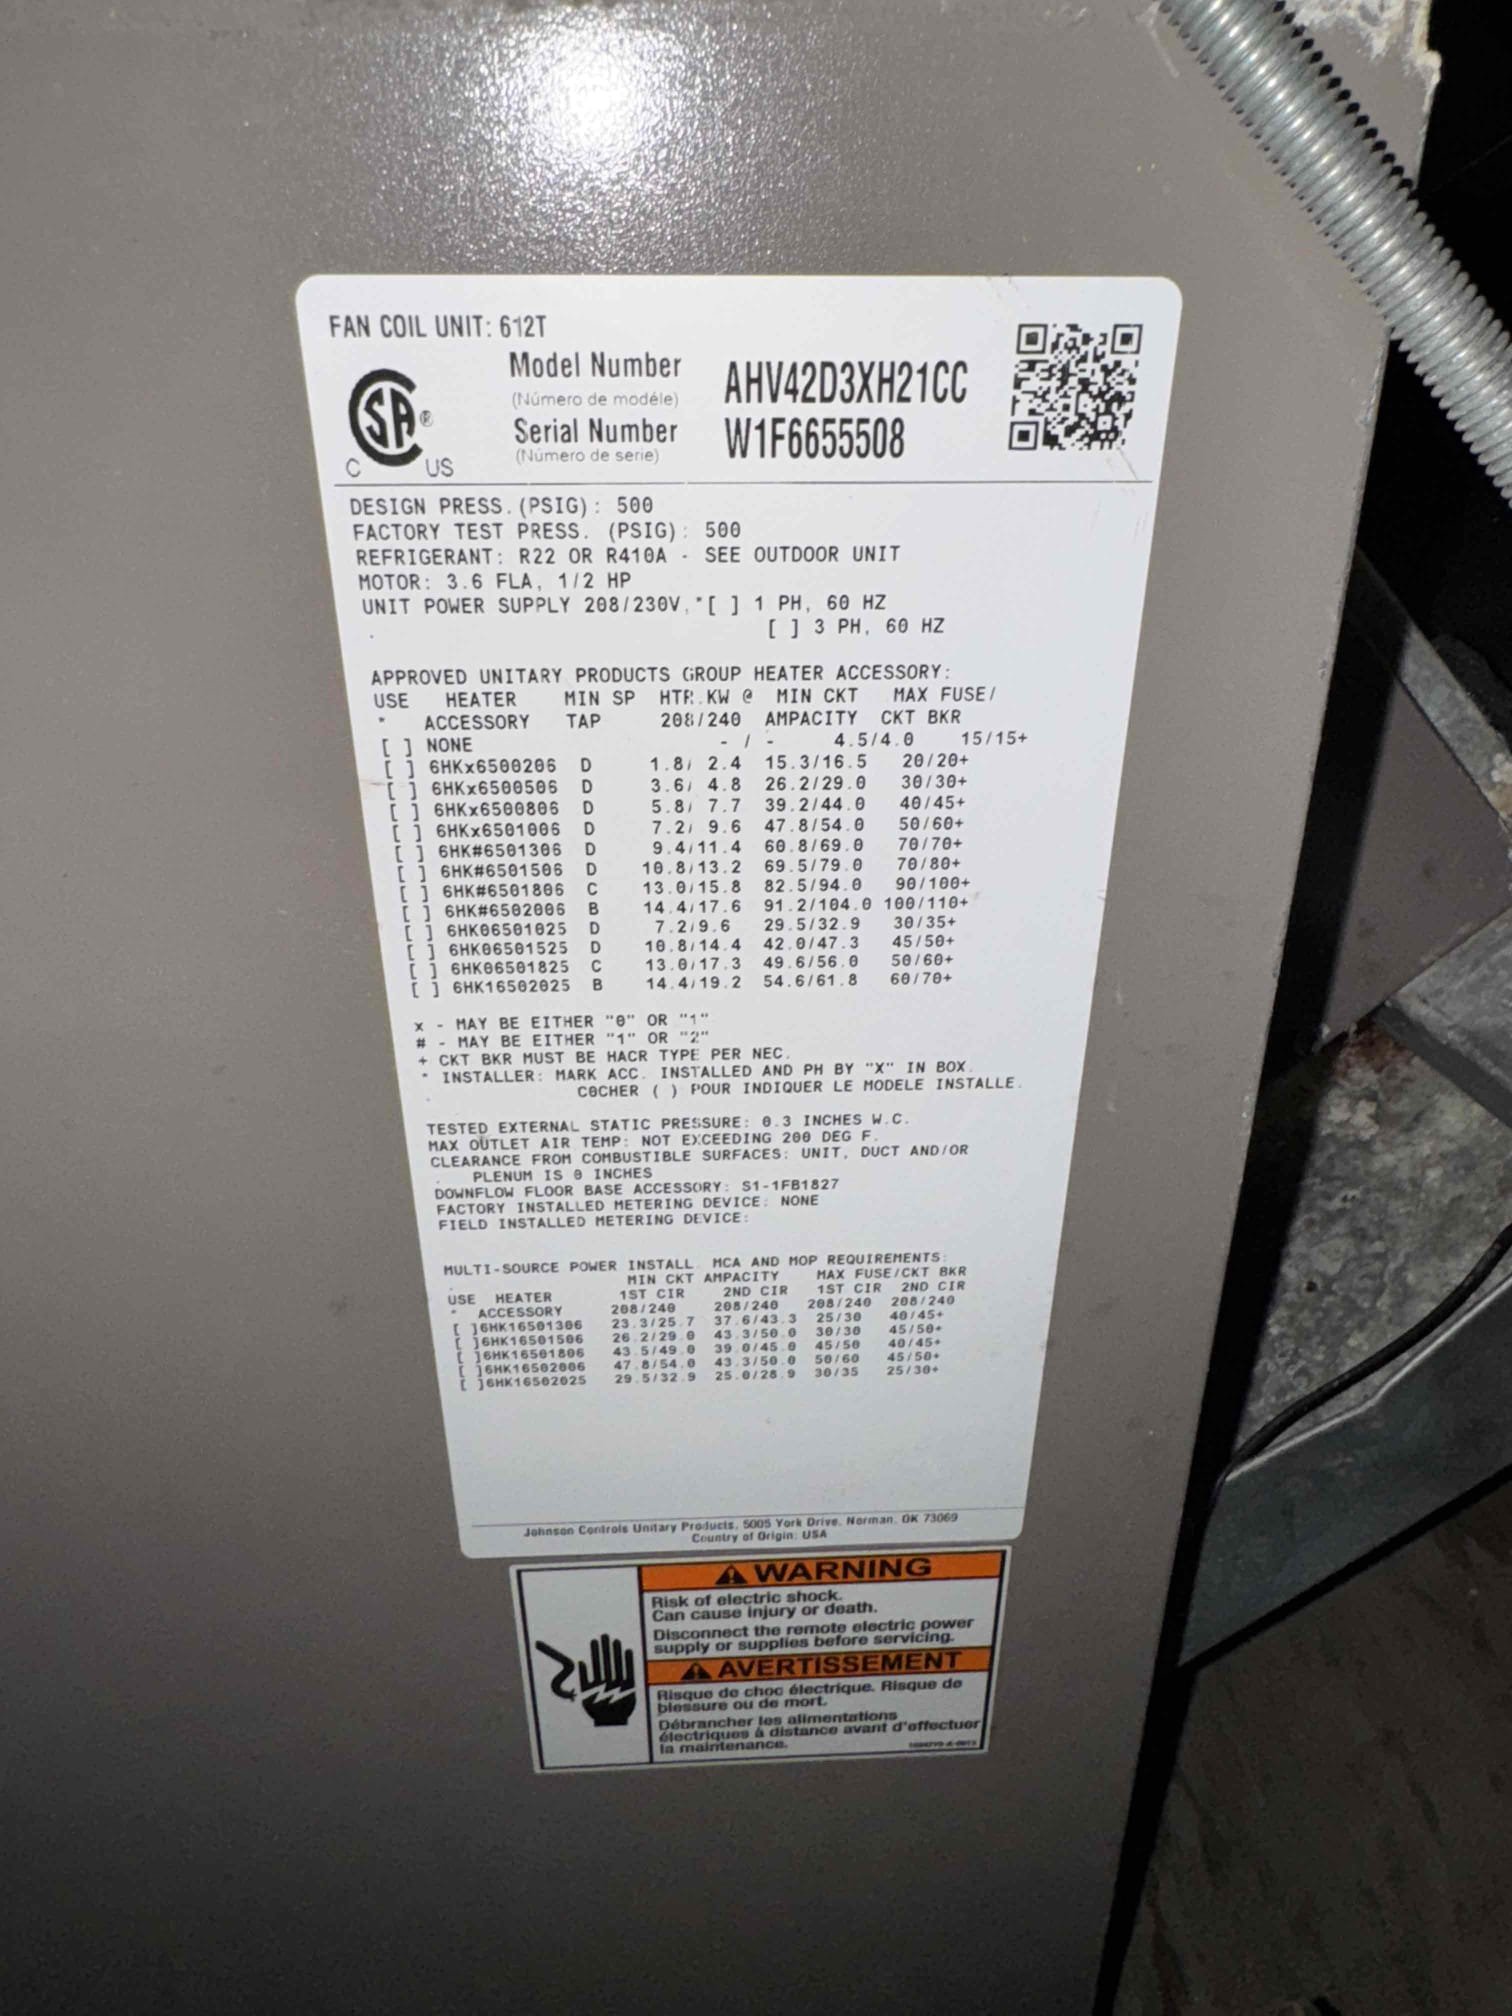 FAN COIL UNIT: 612T
Model Number AHV42D3XH21CC
(Número de modéle)
Serial Number W1F6655508
(Número de serie)
CSA®
C US
DESIGN PRESS.(PSIG): 500
FACTORY TEST PRESS. (PSIG): 500
REFRIGERANT: R22 OR R410A - SEE OUTDOOR UNIT
MOTOR: 3.6 FLA, 1/2 HP
UNIT POWER SUPPLY 208/230V,*[ ] 1 PH, 60 HZ
[ ] 3 PH, 60 HZ
APPROVED UNITARY PRODUCTS GROUP HEATER ACCESSORY:
USE HEATER MIN SP HTR.KW @ MIN CKT MAX FUSE/
* ACCESSORY TAP 208/240 AMPACITY CKT BKR
[ ] NONE - / - 4.5/4.0 15/15+
[ ] 6HKx6500206 D 1.8/ 2.4 15.3/16.5 20/20+
[ ] 6HKx6500506 D 3.6/ 4.8 26.2/29.0 30/30+
[ ] 6HKx6500806 D 5.8/ 7.7 39.2/44.0 40/45+
[ ] 6HKx6501006 D 7.2/ 9.6 47.8/54.0 50/60+
[ ] 6HK#6501306 D 9.4/11.4 60.8/69.0 70/70+
[ ] 6HK#6501506 D 10.8/13.2 69.5/79.0 70/80+
[ ] 6HK#6501806 C 13.0/15.8 82.5/94.0 90/100+
[ ] 6HK#6502006 B 14.4/17.6 91.2/104.0 100/110+
[ ] 6HK06501025 D 7.2/9.6 29.5/32.9 30/35+
[ ] 6HK06501525 D 10.8/14.4 42.0/47.3 45/50+
[ ] 6HK06501825 C 13.0/17.3 49.6/56.0 50/60+
[ ] 6HK16502025 B 14.4/19.2 54.6/61.8 60/70+
x - MAY BE EITHER "0" OR "1"
# - MAY BE EITHER "1" OR "2"
+ CKT BKR MUST BE HACR TYPE PER NEC.
* INSTALLER: MARK ACC. INSTALLED AND PH BY "X" IN BOX.
COCHER ( ) POUR INDIQUER LE MODELE INSTALLE.
TESTED EXTERNAL STATIC PRESSURE: 0.3 INCHES W.C.
MAX OUTLET AIR TEMP: NOT EXCEEDING 200 DEG F.
CLEARANCE FROM COMBUSTIBLE SURFACES: UNIT, DUCT AND/OR
PLENUM IS 0 INCHES
DOWNFLOW FLOOR BASE ACCESSORY: S1-1FB1827
FACTORY INSTALLED METERING DEVICE: NONE
FIELD INSTALLED METERING DEVICE:
MULTI-SOURCE POWER INSTALL. MCA AND MOP REQUIREMENTS:
MIN CKT AMPACITY MAX FUSE/CKT BKR
USE HEATER 1ST CIR 2ND CIR 1ST CIR 2ND CIR
* ACCESSORY 208/240 208/240 208/240 208/240
[ ]6HK16501306 23.3/25.7 37.6/43.3 25/30 40/45+
[ ]6HK16501506 26.2/29.0 43.3/50.0 30/30 45/50+
[ ]6HK16501806 43.5/49.0 39.0/45.0 45/50 40/45+
[ ]6HK16502006 47.8/54.0 43.3/50.0 50/60 45/50+
[ ]6HK16502025 29.5/32.9 25.0/28.9 30/35 25/30+
Johnson Controls Unitary Products, 5005 York Drive, Norman, OK 73069
Country of Origin: USA
WARNING
Risk of electric shock.
Can cause injury or death.
Disconnect the remote electric power
supply or supplies before servicing.
AVERTISSEMENT
Risque de choc électrique. Risque de
blessure ou de mort.
Débrancher les alimentations
électriques à distance avant d'effectuer
la maintenance.